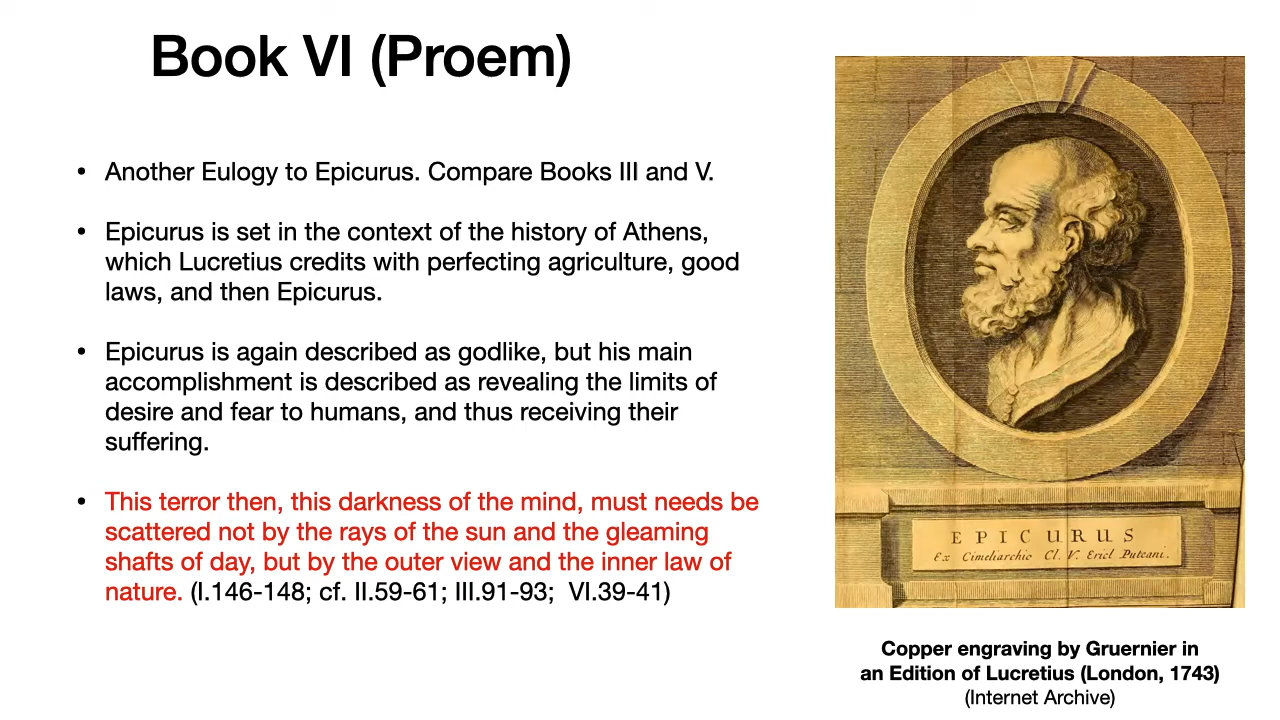 Book VI (Proem)
• Another Eulogy to Epicurus. Compare Books III and V.
• Epicurus is set in the context of the history of Athens,
which Lucretius credits with perfecting agriculture, good
laws, and then Epicurus.
• Epicurus is again described as godlike, but his main
accomplishment is described as revealing the limits of
desire and fear to humans, and thus receiving their
suffering.
• This terror then, this darkness of the mind, must needs be
scattered not by the rays of the sun and the gleaming
shafts of day, but by the outer view and the inner law of
nature. (I.146-148; cf. II.59-61; III.91-93; VI.39-41)
EPICURUS
Ex Cimeliarchio Cl. V. Ericî Puteani.
Copper engraving by Gruernier in
an Edition of Lucretius (London, 1743)
(Internet Archive)